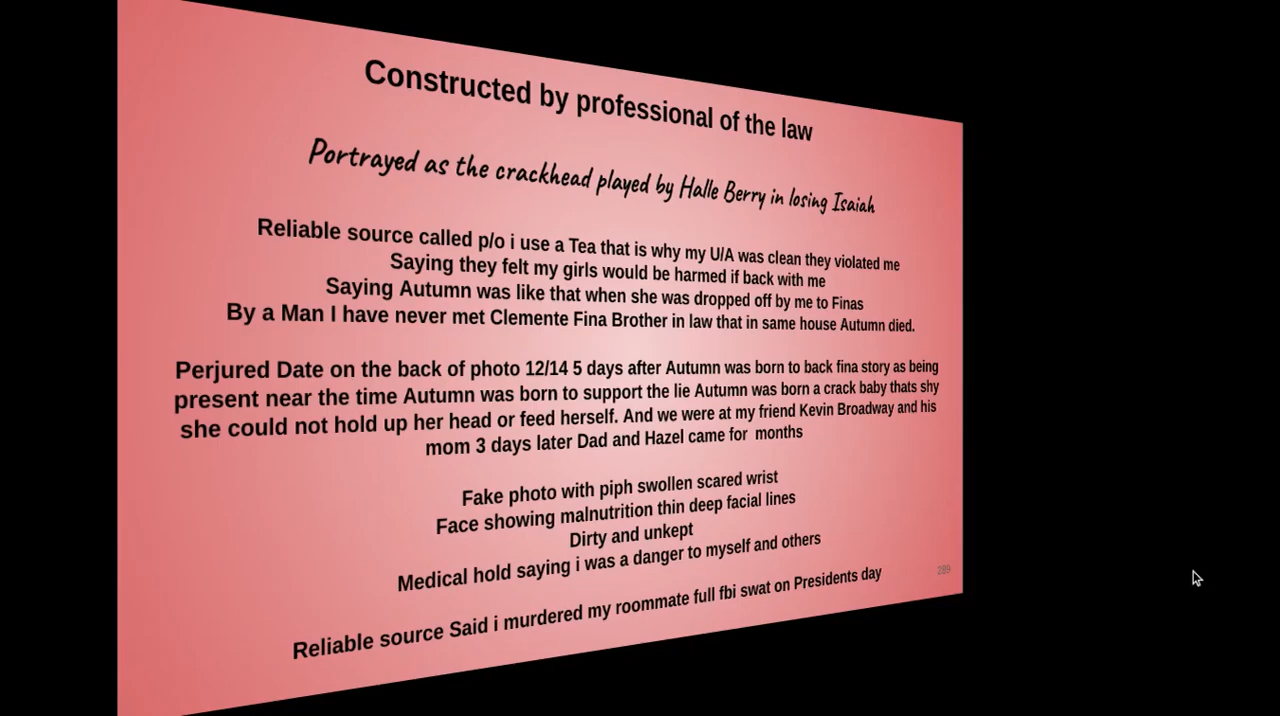 Constructed by professional of the law
Portrayed as the crackhead played by Halle Berry in losing Isaiah
Reliable source called p/o i use a Tea that is why my U/A was clean they violated me
Saying they felt my girls would be harmed if back with me
Saying Autumn was like that when she was dropped off by me to Finas
By a Man I have never met Clemente Fina Brother in law that in same house Autumn died.
Perjured Date on the back of photo 12/14 5 days after Autumn was born to back fina story as being
present near the time Autumn was born to support the lie Autumn was born a crack baby thats shy
she could not hold up her head or feed herself. And we were at my friend Kevin Broadway and his
mom 3 days later Dad and Hazel came for months
Fake photo with piph swollen scared wrist
Face showing malnutrition thin deep facial lines
Dirty and unkept
Medical hold saying i was a danger to myself and others
289
Reliable source Said i murdered my roommate full fbi swat on Presidents day